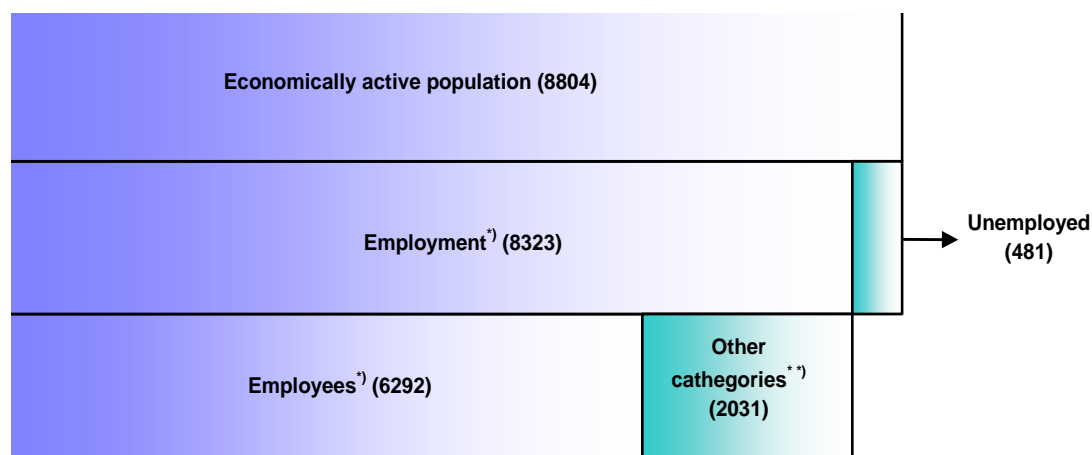 Economically active population (8804)
Employment*) (8323)
Unemployed
(481)
Employees*) (6292)
Other
cathegories* *)
(2031)